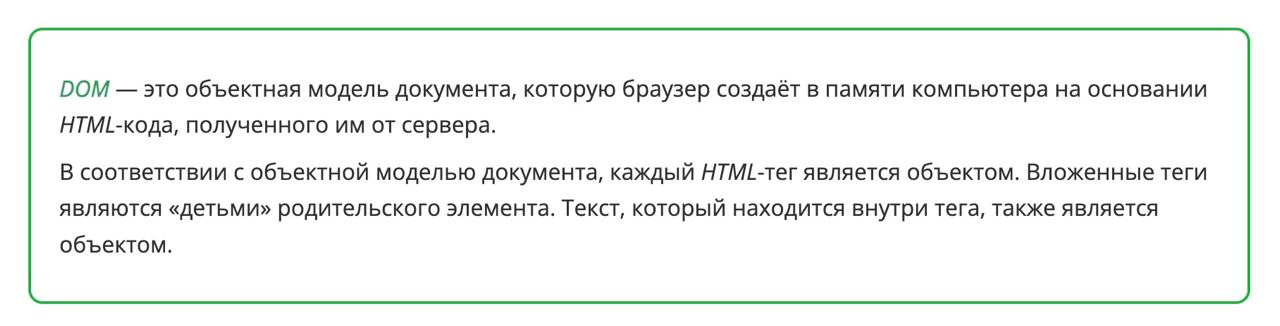 DOM — это объектная модель документа, которую браузер создаёт в памяти компьютера на основании
HTML-кода, полученного им от сервера.
В соответствии с объектной моделью документа, каждый HTML-тег является объектом. Вложенные теги
являются «детьми» родительского элемента. Текст, который находится внутри тега, также является
объектом.